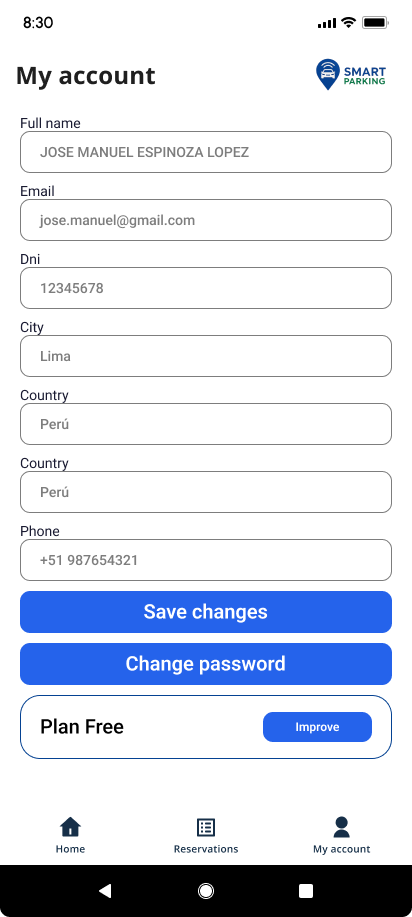 8:30
My account
SMART
PARKING
Full name
JOSE MANUEL ESPINOZA LOPEZ
Email
jose.manuel@gmail.com
Dni
12345678
City
Lima
Country
Perú
Country
Perú
Phone
+51 987654321
Save changes
Change password
Plan Free
Improve
Home
Reservations
My account